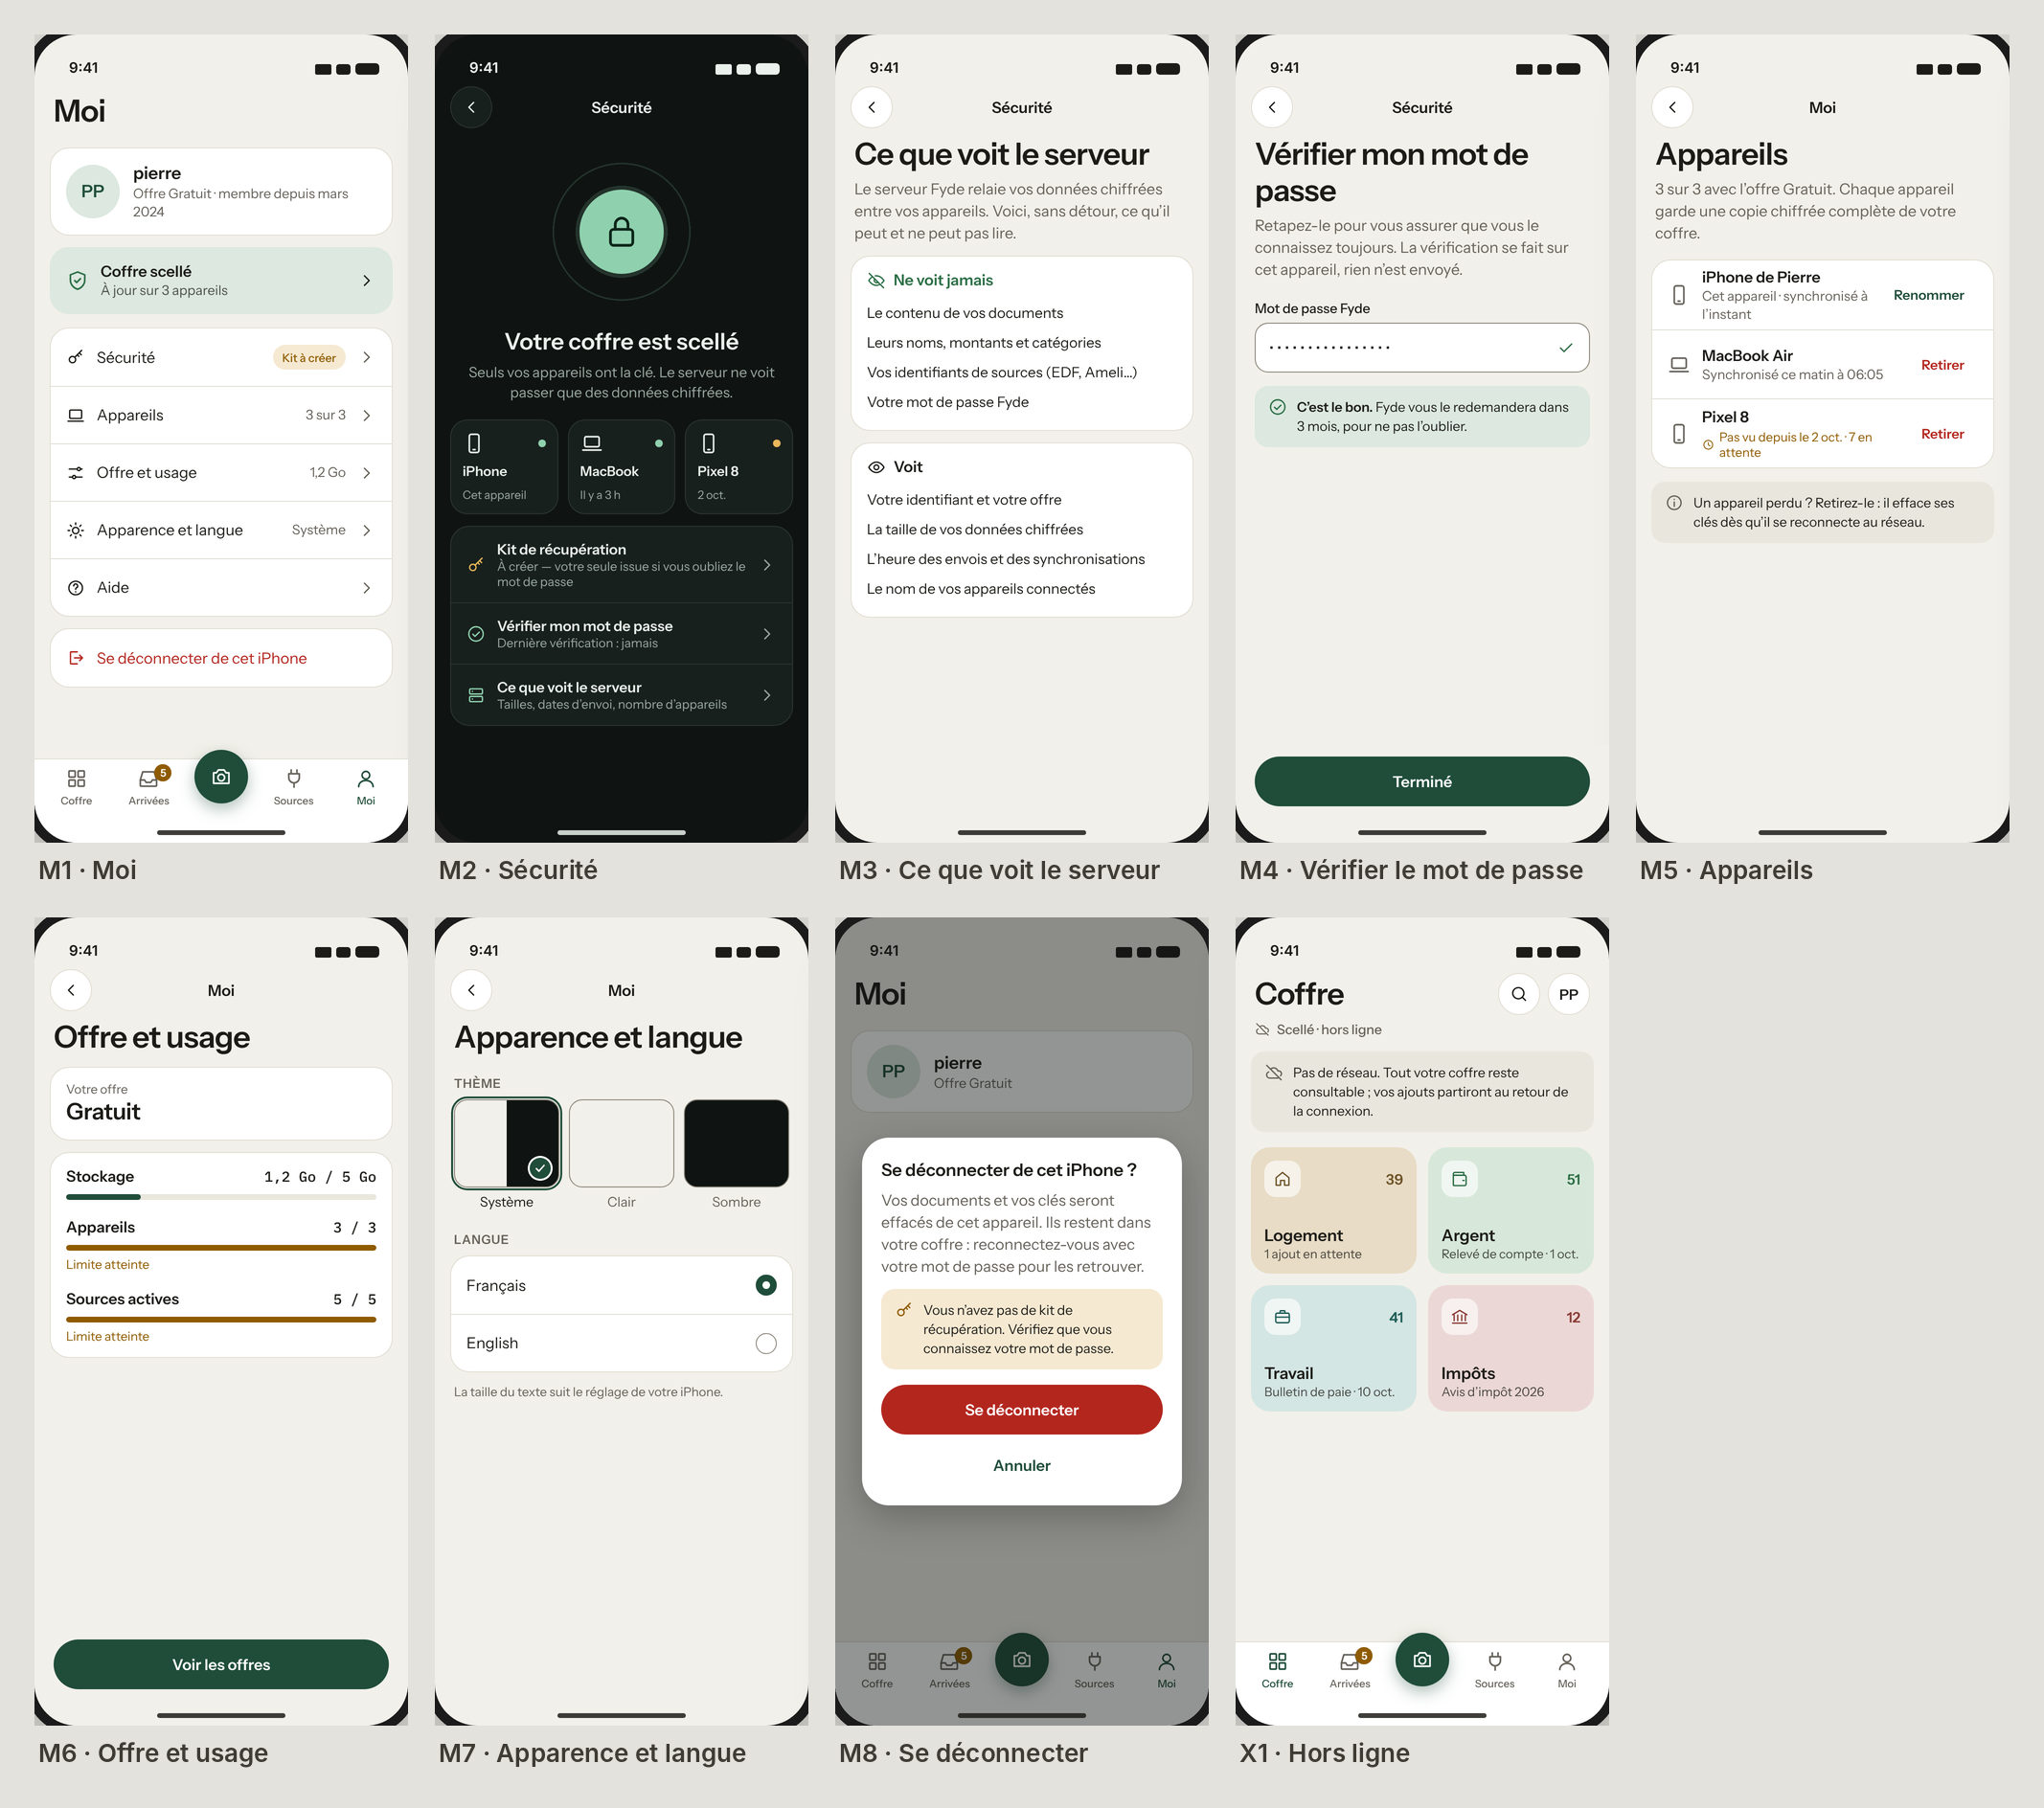 9:41
Moi
PP
pierre
Offre Gratuit · membre depuis mars
2024
Coffre scellé
À jour sur 3 appareils
Sécurité
Kit à créer
Appareils
3 sur 3
Offre et usage
1,2 Go
Apparence et langue
Système
Aide
Se déconnecter de cet iPhone
Coffre
5
Arrivées
Sources
Moi
M1 · Moi
9:41
Sécurité
Votre coffre est scellé
Seuls vos appareils ont la clé. Le serveur ne voit
passer que des données chiffrées.
iPhone
Cet appareil
MacBook
Il y a 3 h
Pixel 8
2 oct.
Kit de récupération
À créer — votre seule issue si vous oubliez le
mot de passe
Vérifier mon mot de passe
Dernière vérification : jamais
Ce que voit le serveur
Tailles, dates d’envoi, nombre d’appareils
M2 · Sécurité
9:41
Sécurité
Ce que voit le serveur
Le serveur Fyde relaie vos données chiffrées
entre vos appareils. Voici, sans détour, ce qu’il
peut et ne peut pas lire.
Ne voit jamais
Le contenu de vos documents
Leurs noms, montants et catégories
Vos identifiants de sources (EDF, Ameli…)
Votre mot de passe Fyde
Voit
Votre identifiant et votre offre
La taille de vos données chiffrées
L’heure des envois et des synchronisations
Le nom de vos appareils connectés
M3 · Ce que voit le serveur
9:41
Sécurité
Vérifier mon mot de
passe
Retapez-le pour vous assurer que vous le
connaissez toujours. La vérification se fait sur
cet appareil, rien n’est envoyé.
Mot de passe Fyde
C’est le bon. Fyde vous le redemandera dans
3 mois, pour ne pas l’oublier.
Terminé
M4 · Vérifier le mot de passe
9:41
Moi
Appareils
3 sur 3 avec l’offre Gratuit. Chaque appareil
garde une copie chiffrée complète de votre
coffre.
iPhone de Pierre
Cet appareil · synchronisé à
l’instant
Renommer
MacBook Air
Synchronisé ce matin à 06:05
Retirer
Pixel 8
Pas vu depuis le 2 oct. · 7 en
attente
Retirer
Un appareil perdu ? Retirez-le : il efface ses
clés dès qu’il se reconnecte au réseau.
M5 · Appareils
9:41
Moi
Offre et usage
Votre offre
Gratuit
Stockage
1,2 Go / 5 Go
Appareils
3 / 3
Limite atteinte
Sources actives
5 / 5
Limite atteinte
Voir les offres
M6 · Offre et usage
9:41
Moi
Apparence et langue
THÈME
Système
Clair
Sombre
LANGUE
Français
English
La taille du texte suit le réglage de votre iPhone.
M7 · Apparence et langue
9:41
Moi
PP
pierre
Offre Gratuit
Se déconnecter de cet iPhone ?
Vos documents et vos clés seront
effacés de cet appareil. Ils restent dans
votre coffre : reconnectez-vous avec
votre mot de passe pour les retrouver.
Vous n’avez pas de kit de
récupération. Vérifiez que vous
connaissez votre mot de passe.
Se déconnecter
Annuler
Coffre
5
Arrivées
Sources
Moi
M8 · Se déconnecter
9:41
Coffre
PP
Scellé · hors ligne
Pas de réseau. Tout votre coffre reste
consultable ; vos ajouts partiront au retour de
la connexion.
39
Logement
1 ajout en attente
51
Argent
Relevé de compte · 1 oct.
41
Travail
Bulletin de paie · 10 oct.
12
Impôts
Avis d’impôt 2026
Coffre
5
Arrivées
Sources
Moi
X1 · Hors ligne